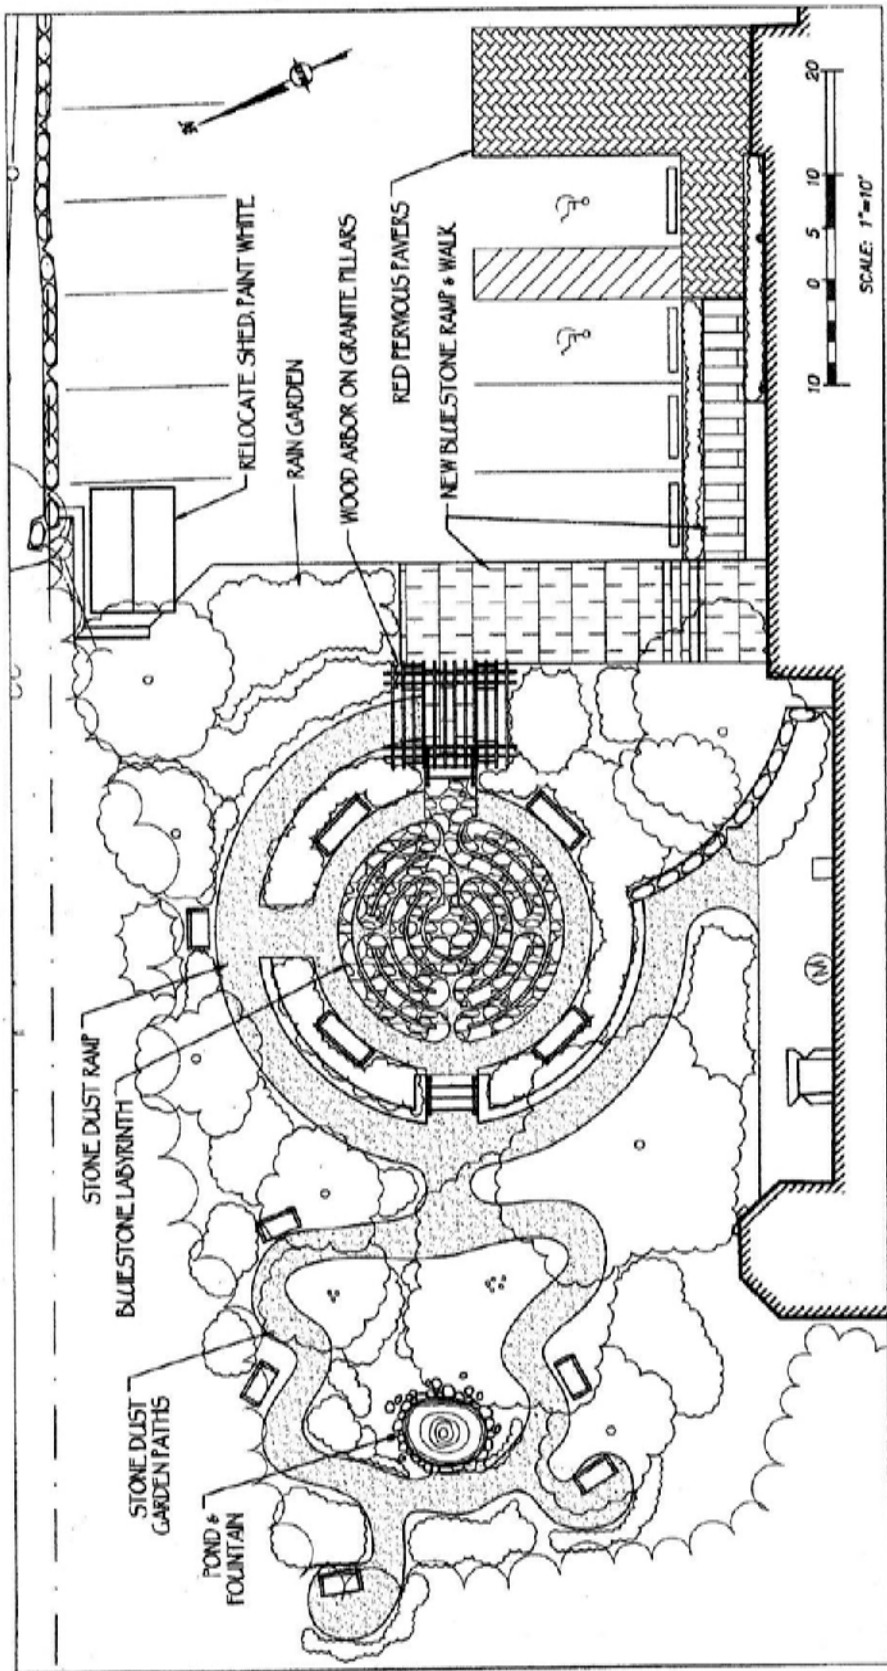 RELOCATE SHED, PAINT WHITE
RAIN GARDEN
WOOD ARBOR ON GRANITE PILLARS
RED PERVIOUS PAVERS
NEW BLUESTONE RAMP & WALK
STONE DUST RAMP
BLUESTONE LABYRINTH
STONE DUST
GARDEN PATHS
POND &
FOUNTAIN
M
10 0 5 10 20
SCALE: 1"=10'